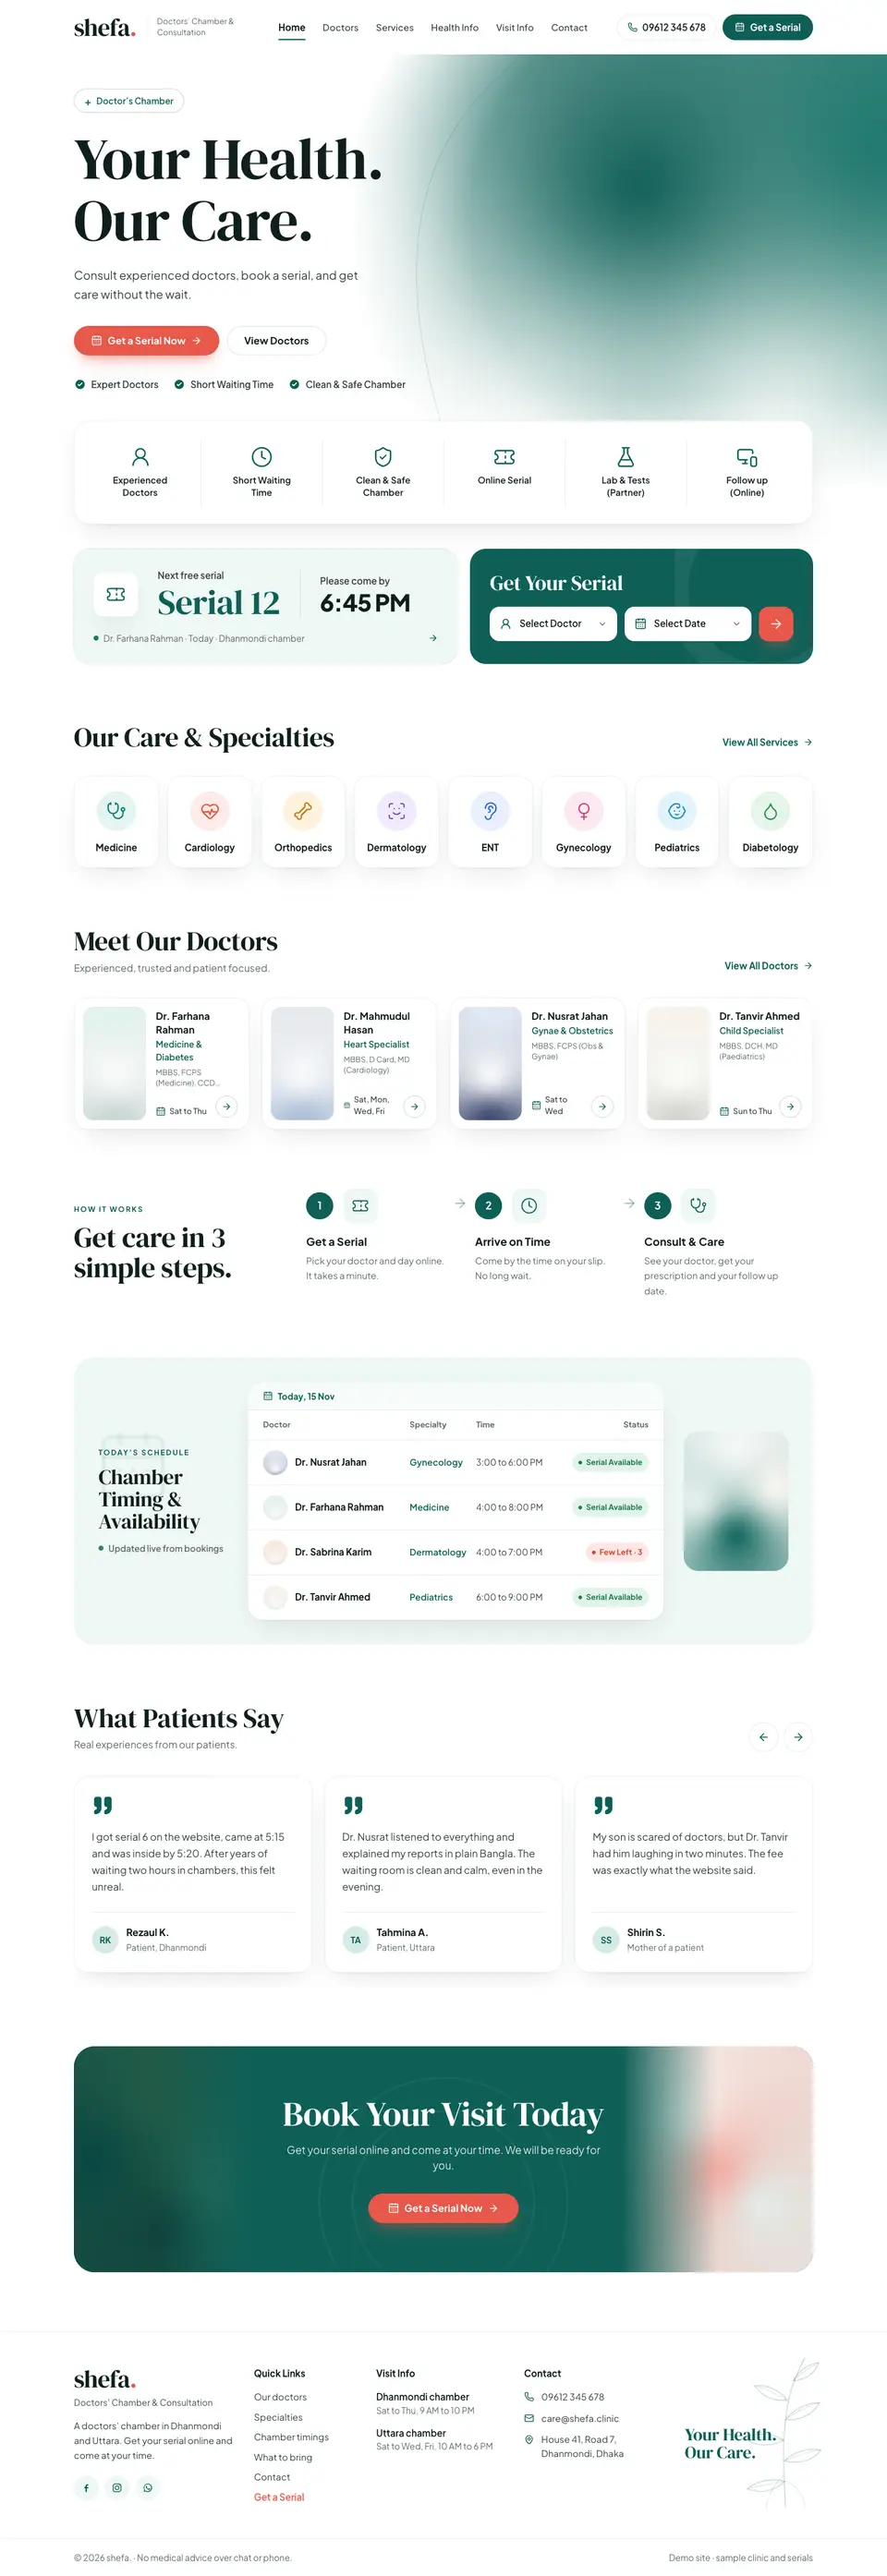 shefa.
Doctors' Chamber &
Consultation
Home
Doctors
Services
Health Info
Visit Info
Contact
09612 345 678
Get a Serial
Doctor's Chamber
Your Health.
Our Care.
Consult experienced doctors, book a serial, and get
care without the wait.
Get a Serial Now
View Doctors
Expert Doctors
Short Waiting Time
Clean & Safe Chamber
Experienced
Doctors
Short Waiting
Time
Clean & Safe
Chamber
Online Serial
Lab & Tests
(Partner)
Follow up
(Online)
Next free serial
Serial 12
Please come by
6:45 PM
Dr. Farhana Rahman · Today · Dhanmondi chamber
Get Your Serial
Select Doctor
Select Date
Our Care & Specialties
View All Services
Medicine
Cardiology
Orthopedics
Dermatology
ENT
Gynecology
Pediatrics
Diabetology
Meet Our Doctors
Experienced, trusted and patient focused.
View All Doctors
Dr. Farhana
Rahman
Medicine &
Diabetes
MBBS, FCPS
(Medicine), CCD...
Sat to Thu
Dr. Mahmudul
Hasan
Heart Specialist
MBBS, D Card, MD
(Cardiology)
Sat, Mon,
Wed, Fri
Dr. Nusrat Jahan
Gynae & Obstetrics
MBBS, FCPS (Obs &
Gynae)
Sat to
Wed
Dr. Tanvir Ahmed
Child Specialist
MBBS, DCH, MD
(Paediatrics)
Sun to Thu
HOW IT WORKS
Get care in 3
simple steps.
1
Get a Serial
Pick your doctor and day online.
It takes a minute.
2
Arrive on Time
Come by the time on your slip.
No long wait.
3
Consult & Care
See your doctor, get your
prescription and your follow up
date.
TODAY'S SCHEDULE
Chamber
Timing &
Availability
Updated live from bookings
Today, 15 Nov
Doctor
Specialty
Time
Status
Dr. Nusrat Jahan
Gynecology
3:00 to 6:00 PM
Serial Available
Dr. Farhana Rahman
Medicine
4:00 to 8:00 PM
Serial Available
Dr. Sabrina Karim
Dermatology
4:00 to 7:00 PM
Few Left · 3
Dr. Tanvir Ahmed
Pediatrics
6:00 to 9:00 PM
Serial Available
What Patients Say
Real experiences from our patients.
I got serial 6 on the website, came at 5:15
and was inside by 5:20. After years of
waiting two hours in chambers, this felt
unreal.
RK
Rezaul K.
Patient, Dhanmondi
Dr. Nusrat listened to everything and
explained my reports in plain Bangla. The
waiting room is clean and calm, even in the
evening.
TA
Tahmina A.
Patient, Uttara
My son is scared of doctors, but Dr. Tanvir
had him laughing in two minutes. The fee
was exactly what the website said.
SS
Shirin S.
Mother of a patient
Book Your Visit Today
Get your serial online and come at your time. We will be ready for
you.
Get a Serial Now
shefa.
Doctors' Chamber & Consultation
A doctors' chamber in Dhanmondi
and Uttara. Get your serial online and
come at your time.
Quick Links
Our doctors
Specialties
Chamber timings
What to bring
Contact
Get a Serial
Visit Info
Dhanmondi chamber
Sat to Thu, 9 AM to 10 PM
Uttara chamber
Sat to Wed, Fri, 10 AM to 6 PM
Contact
09612 345 678
care@shefa.clinic
House 41, Road 7,
Dhanmondi, Dhaka
Your Health.
Our Care.
© 2026 shefa. · No medical advice over chat or phone.
Demo site · sample clinic and serials